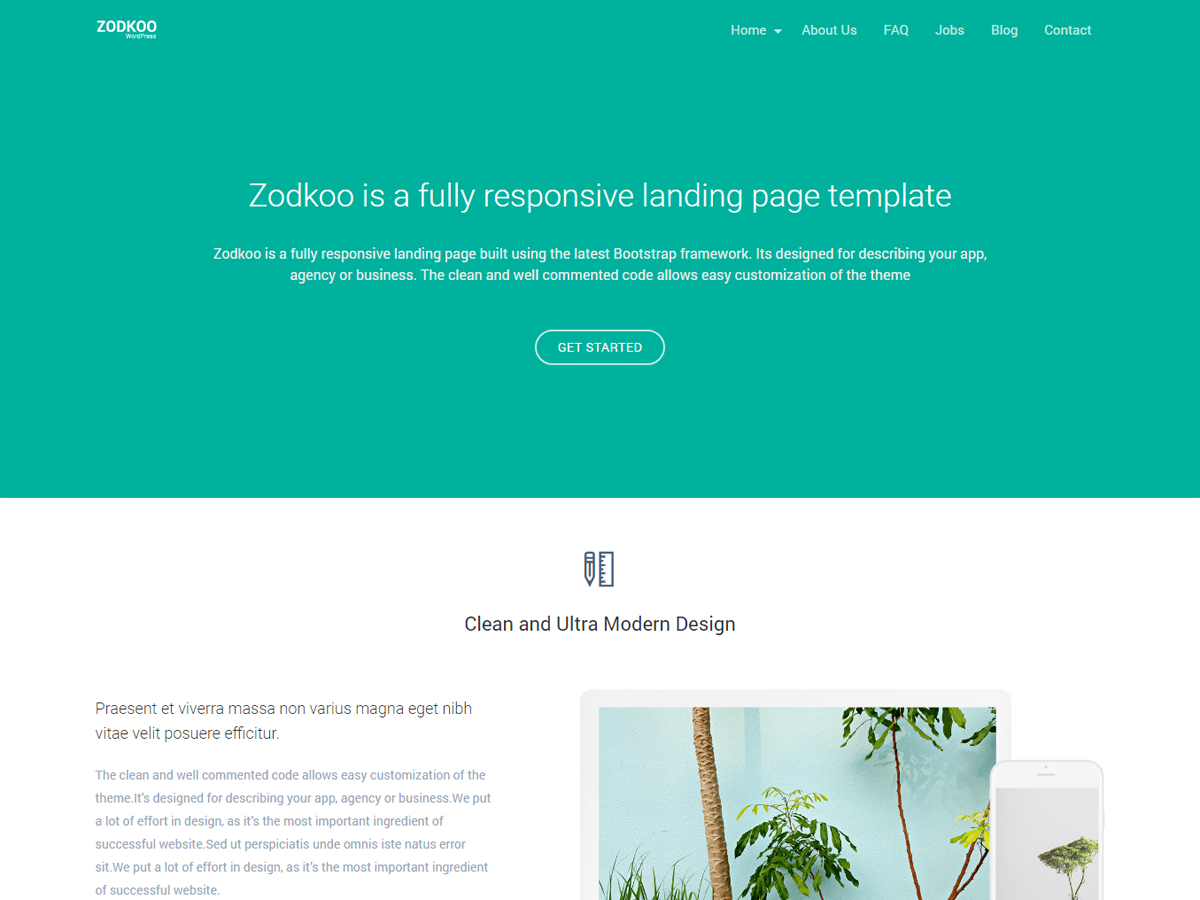 ZODKOO
WordPress
Home About Us FAQ Jobs Blog Contact
Zodkoo is a fully responsive landing page template
Zodkoo is a fully responsive landing page built using the latest Bootstrap framework. Its designed for describing your app,
agency or business. The clean and well commented code allows easy customization of the theme
GET STARTED
Clean and Ultra Modern Design
Praesent et viverra massa non varius magna eget nibh
vitae velit posuere efficitur.
The clean and well commented code allows easy customization of the
theme.It's designed for describing your app, agency or business.We put
a lot of effort in design, as it's the most important ingredient of
successful website.Sed ut perspiciatis unde omnis iste natus error
sit.We put a lot of effort in design, as it's the most important ingredient
of successful website.